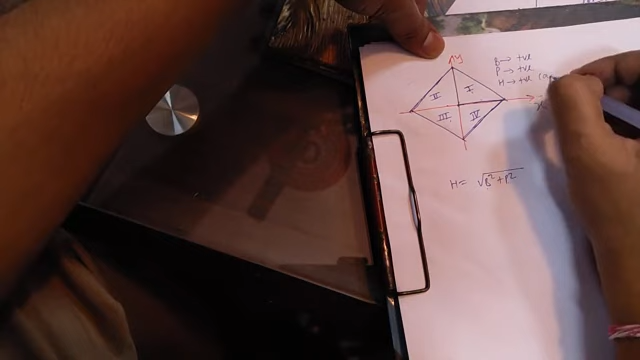 y
B → +ve
P → +ve
H → +ve
II I
III IV
x
H = √B² + P²